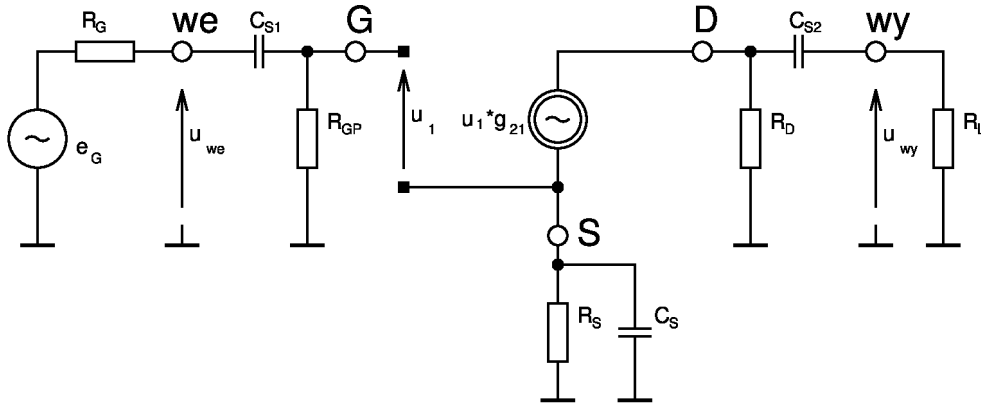 R_G
we
C_S1
G
D
C_S2
wy
e_G
u_we
R_GP
u_1
u_1*g_21
R_D
u_wy
R_L
S
R_S
C_S